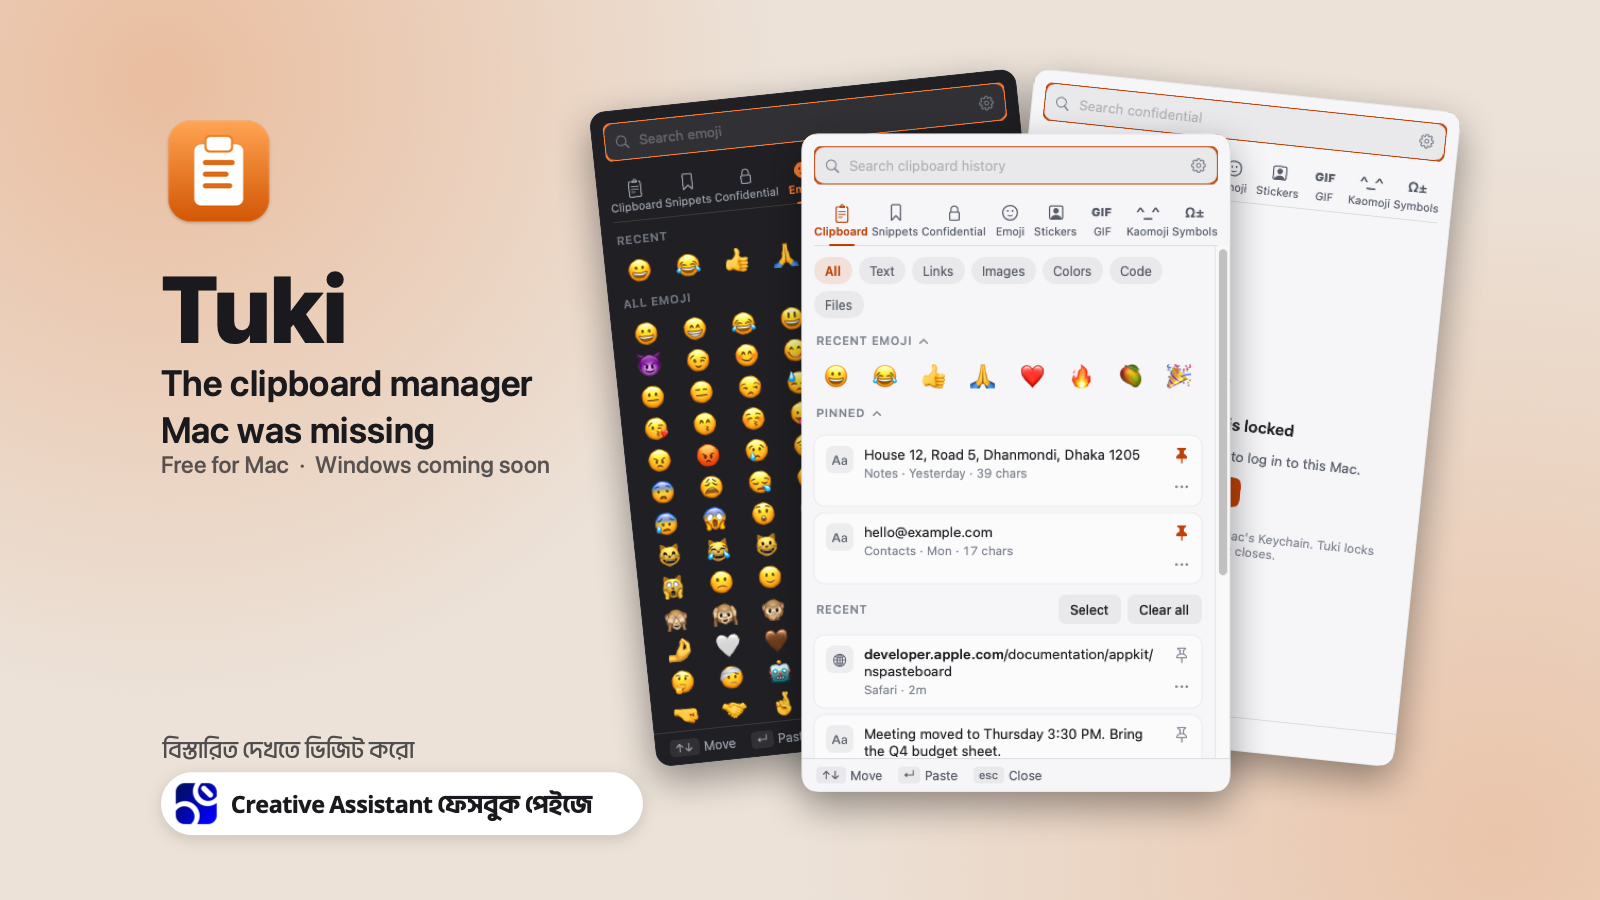 Tuki
The clipboard manager
Mac was missing
Free for Mac · Windows coming soon
বিস্তারিত দেখতে ভিজিট করো
Creative Assistant ফেসবুক পেইজে
Search emoji
Clipboard Snippets Confidential
RECENT
ALL EMOJI
Move
Search clipboard history
Clipboard Snippets Confidential Emoji Stickers GIF Kaomoji Symbols
GIF ^_^ Ω±
All Text Links Images Colors Code
Files
RECENT EMOJI
PINNED
Aa House 12, Road 5, Dhanmondi, Dhaka 1205
Notes · Yesterday · 39 chars
Aa hello@example.com
Contacts · Mon · 17 chars
RECENT Select Clear all
developer.apple.com/documentation/appkit/
nspasteboard
Safari · 2m
Aa Meeting moved to Thursday 3:30 PM. Bring
the Q4 budget sheet.
↑↓ Move ↵ Paste esc Close
Search confidential
GIF ^_^ Ω±
Stickers GIF Kaomoji Symbols
locked
to log in to this Mac.
Keychain. Tuki locks
closes.